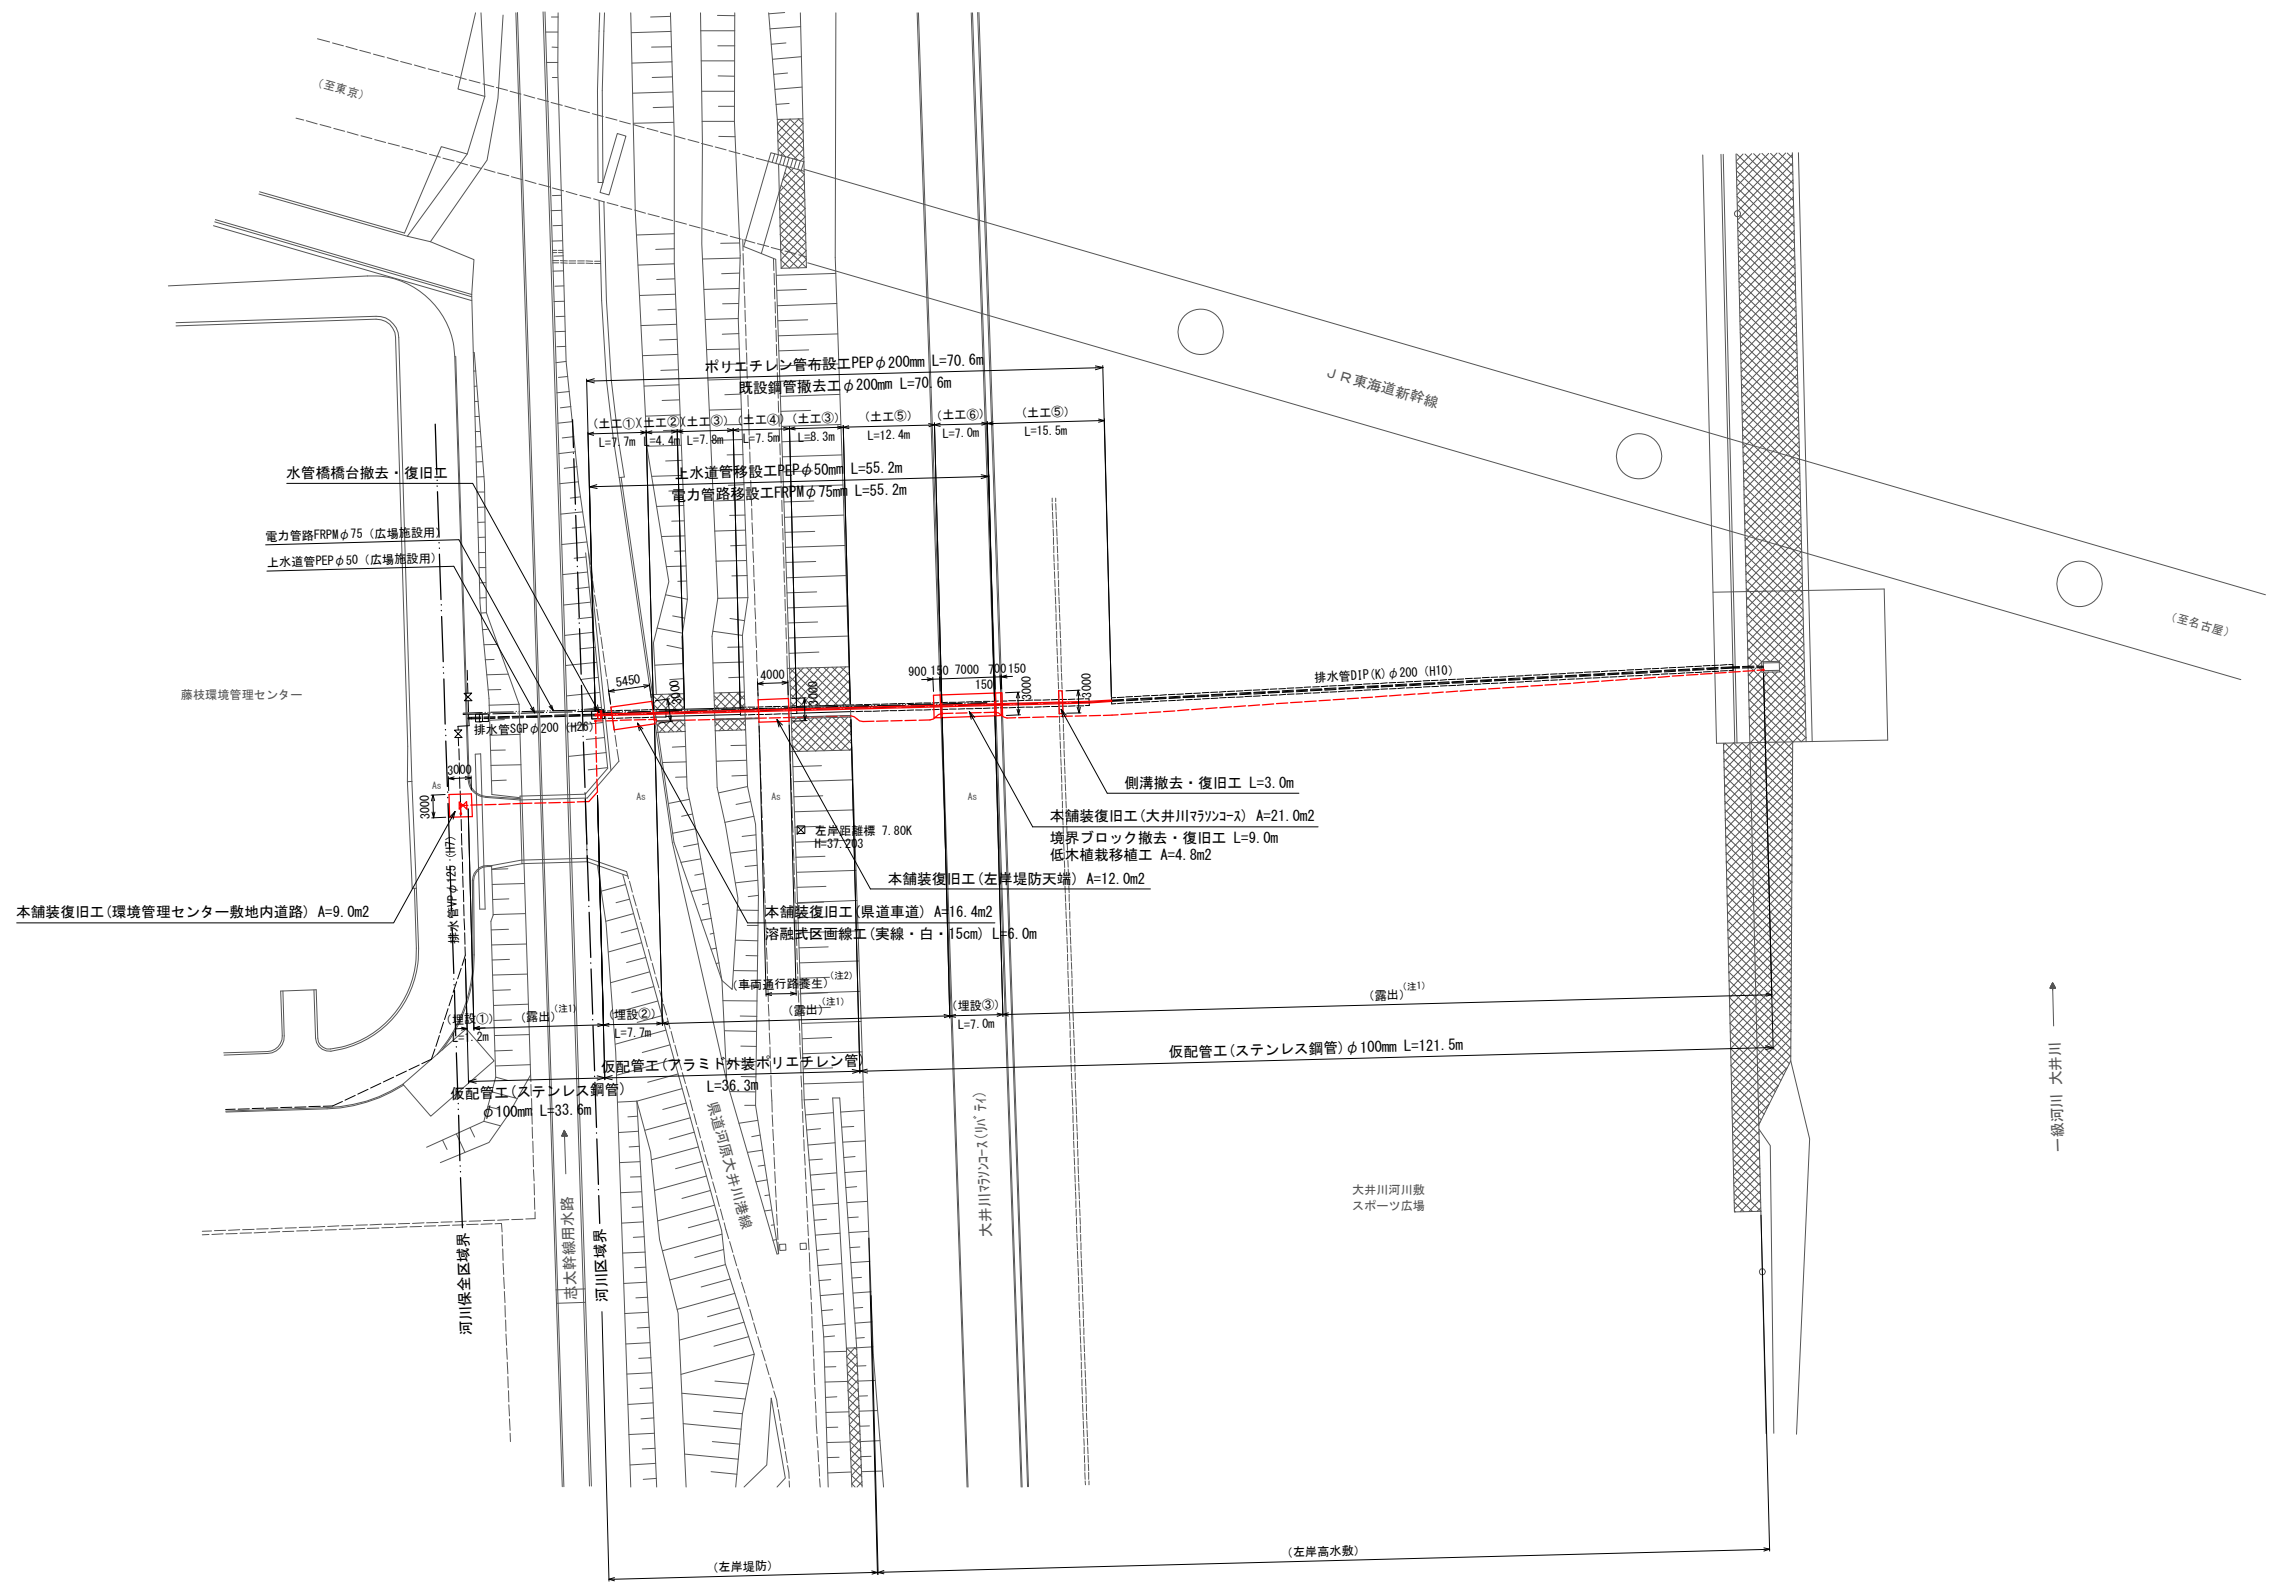 （至東京）
ＪＲ東海道新幹線
（至名古屋）
ポリエチレン管布設工PEPφ200mm L=70.6m
既設鋼管撤去工φ200mm L=70.6m
（土工①）
（土工②）
（土工③）
（土工④）
（土工③）
（土工⑤）
（土工⑥）
（土工⑤）
L=7.7m
L=4.4m
L=7.8m
L=7.5m
L=8.3m
L=12.4m
L=7.0m
L=15.5m
上水道管移設工PEPφ50mm L=55.2m
電力管路移設工FRPMφ75mm L=55.2m
水管橋橋台撤去・復旧工
電力管路FRPMφ75（広場施設用）
上水道管PEPφ50（広場施設用）
藤枝環境管理センター
排水管SGPφ200（H26）
排水管DIP(K)φ200（H10）
5450
3000
4000
3000
900
150
7000
700
150
150
3000
3000
3000
3000
As
As
As
As
排水管VPφ125（H7）
左岸距離標 7.80K
H=37.203
側溝撤去・復旧工 L=3.0m
本舗装復旧工(大井川ﾏﾗｿﾝｺｰｽ) A=21.0m2
境界ブロック撤去・復旧工 L=9.0m
低木植栽移植工 A=4.8m2
本舗装復旧工(左岸堤防天端) A=12.0m2
本舗装復旧工(県道車道) A=16.4m2
溶融式区画線工(実線・白・15cm) L=6.0m
本舗装復旧工(環境管理センター敷地内道路) A=9.0m2
（車両通行路養生）(注2)
（埋設①）
L=1.2m
（露出）(注1)
（埋設②）
L=7.7m
（露出）(注1)
（埋設③）
L=7.0m
（露出）(注1)
仮配管工(ステンレス鋼管)
φ100mm L=33.6m
仮配管工(アラミド外装ポリエチレン管)
L=36.3m
仮配管工(ステンレス鋼管)φ100mm L=121.5m
河川保全区域界
志太幹線用水路
河川区域界
県道河原大井川港線
大井川ﾏﾗｿﾝｺｰｽ(ﾘﾊﾞﾃｨ)
大井川河川敷
スポーツ広場
一級河川 大井川
（左岸堤防）
（左岸高水敷）